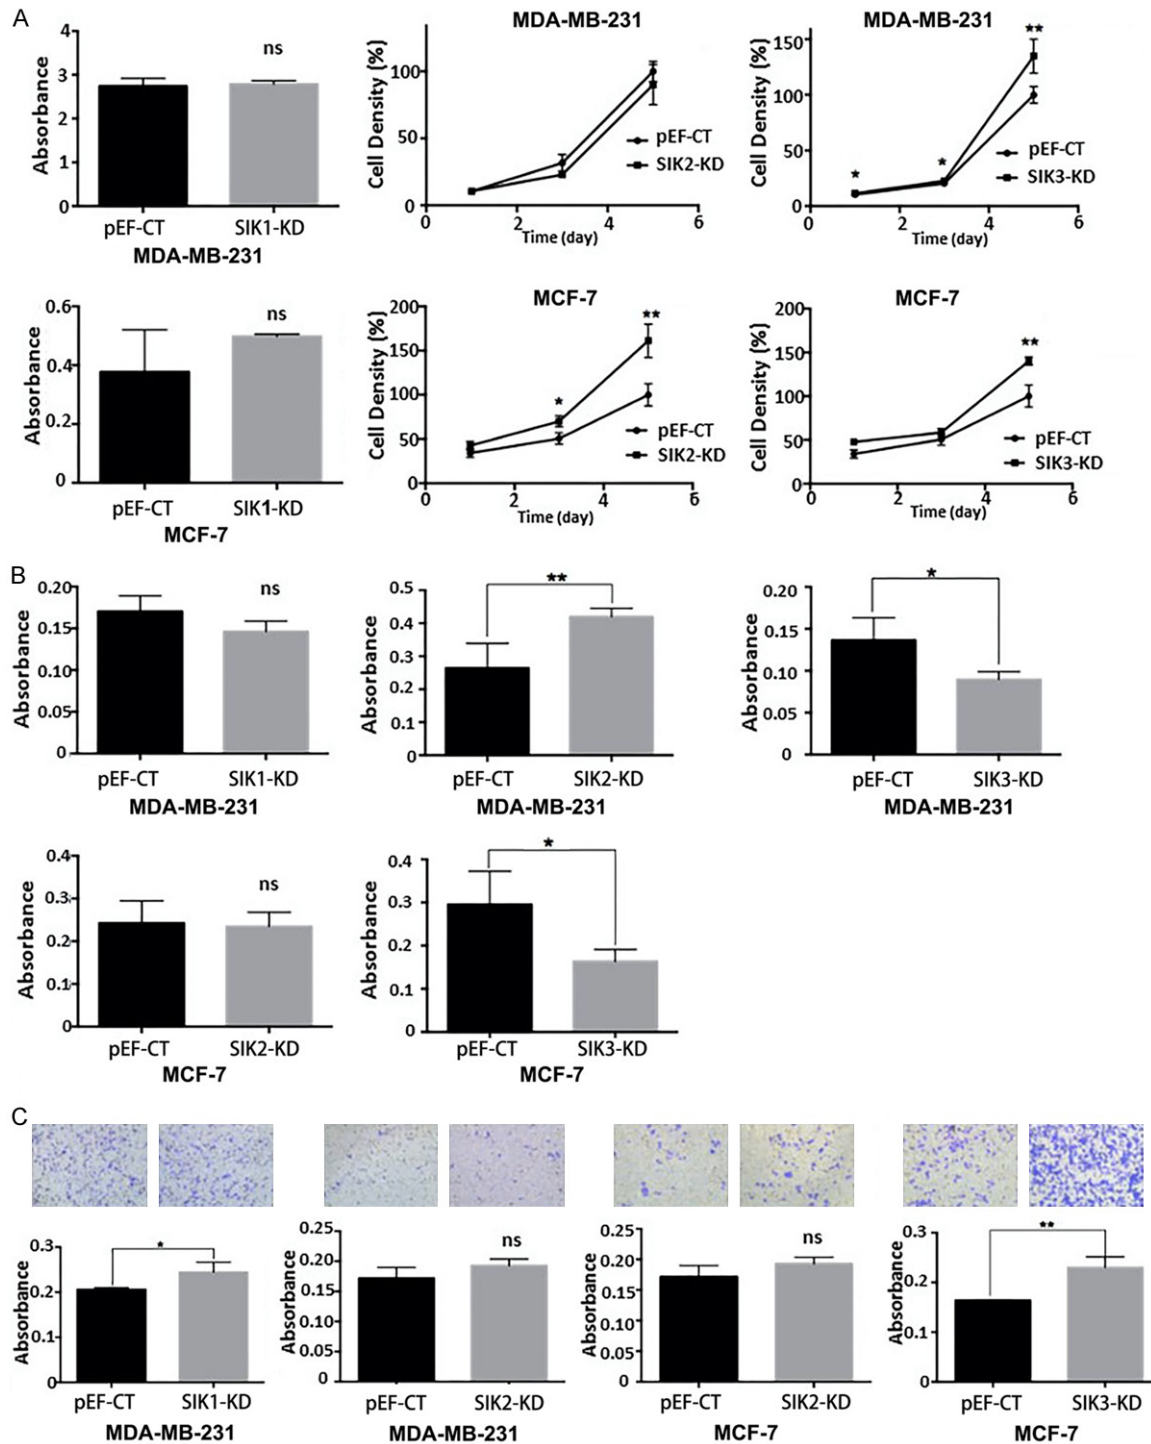 A
MDA-MB-231
MDA-MB-231
4
3
2
1
0
Absorbance
ns
pEF-CT SIK1-KD
MDA-MB-231
100
50
0
Cell Density (%)
pEF-CT
SIK2-KD
0 2 4 6
Time (day)
150
100
50
0
Cell Density (%)
* * **
pEF-CT
SIK3-KD
0 2 4 6
Time (day)
0.6
0.4
0.2
0
Absorbance
ns
pEF-CT SIK1-KD
MCF-7
MCF-7
200
150
100
50
0
Cell Density (%)
* **
pEF-CT
SIK2-KD
0 2 4 6
Time (day)
MCF-7
200
150
100
50
0
Cell Density (%)
**
pEF-CT
SIK3-KD
0 2 4 6
Time (day)
B
0.20
0.15
0.10
0.05
0
Absorbance
ns
pEF-CT SIK1-KD
MDA-MB-231
0.5
0.4
0.3
0.2
0.1
0
Absorbance
**
pEF-CT SIK2-KD
MDA-MB-231
0.20
0.15
0.10
0.05
0
Absorbance
*
pEF-CT SIK3-KD
MDA-MB-231
0.4
0.3
0.2
0.1
0
Absorbance
ns
pEF-CT SIK2-KD
MCF-7
0.4
0.3
0.2
0.1
0
Absorbance
*
pEF-CT SIK3-KD
MCF-7
C
0.3
0.2
0.1
0
Absorbance
*
pEF-CT SIK1-KD
MDA-MB-231
0.25
0.20
0.15
0.10
0.05
0
Absorbance
ns
pEF-CT SIK2-KD
MDA-MB-231
0.25
0.20
0.15
0.10
0.05
0
Absorbance
ns
pEF-CT SIK2-KD
MCF-7
0.3
0.2
0.1
0
Absorbance
**
pEF-CT SIK3-KD
MCF-7